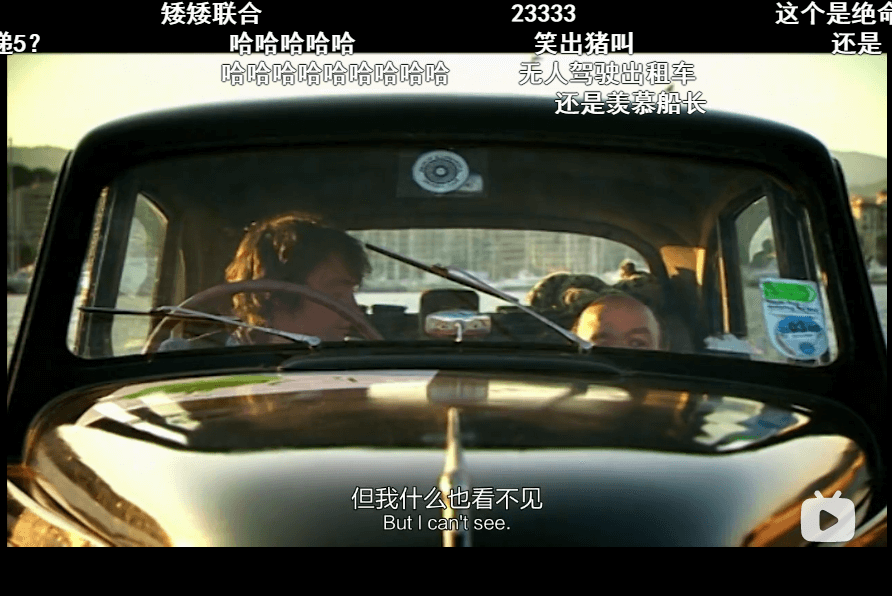 矮矮联合
23333
这个是绝命
递5？
哈哈哈哈哈
笑出猪叫
还是
哈哈哈哈哈哈哈哈哈
无人驾驶出租车
还是羡慕船长
但我什么也看不见
But I can't see.